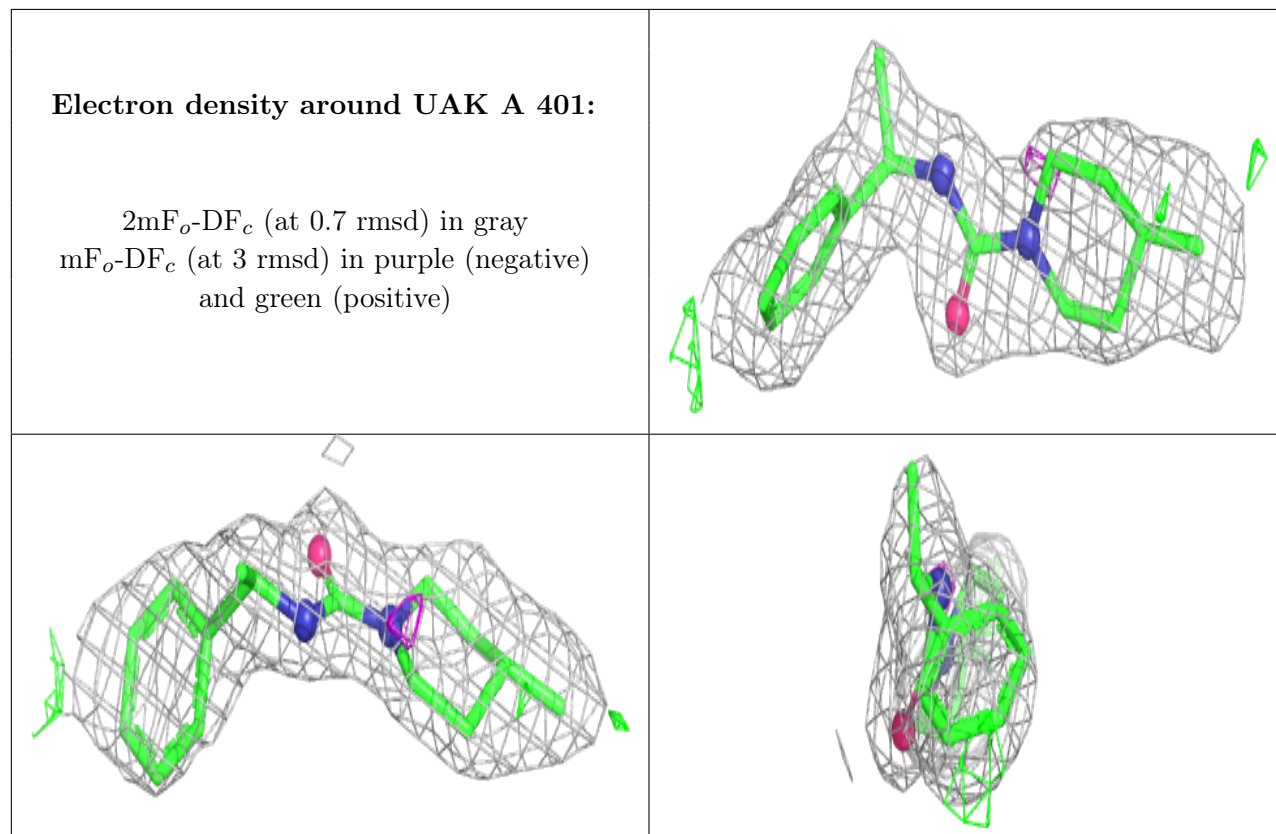 Electron density around UAK A 401:
2mFo-DFc (at 0.7 rmsd) in gray
mFo-DFc (at 3 rmsd) in purple (negative)
and green (positive)